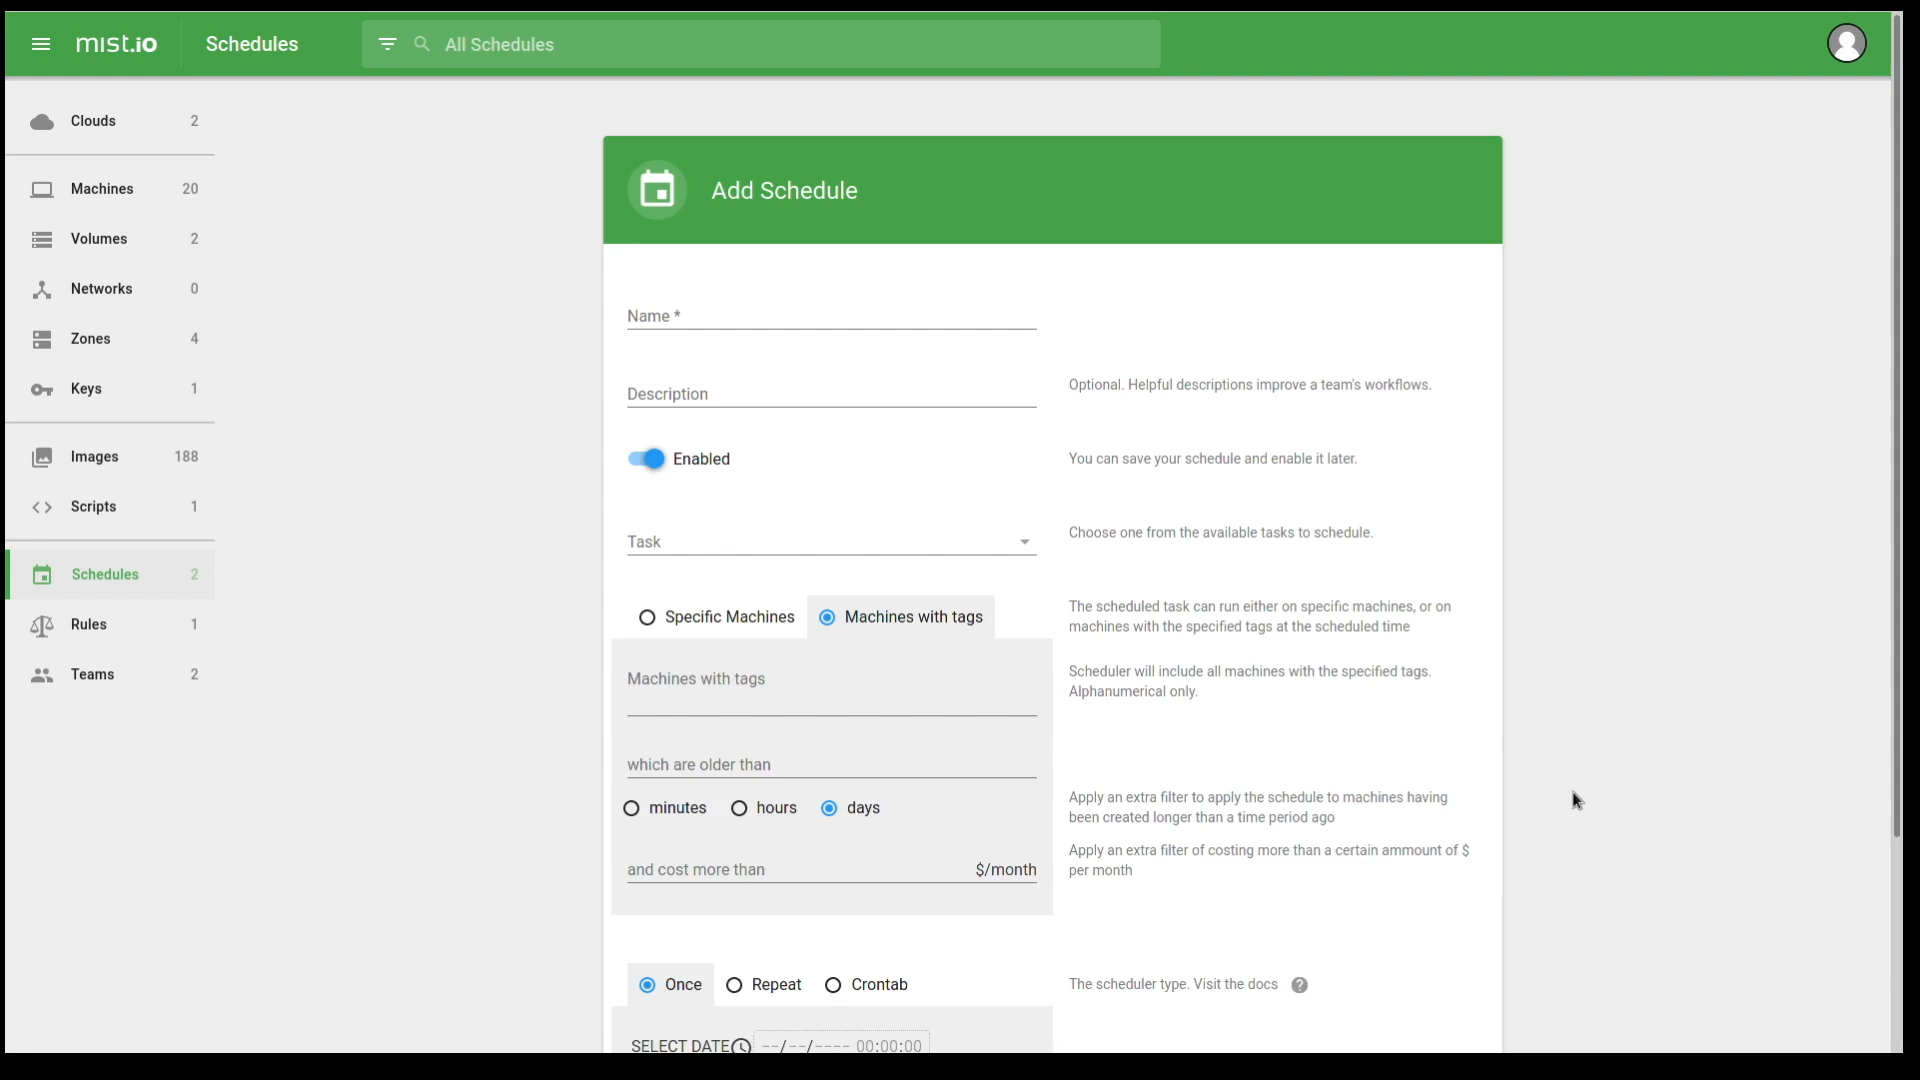 mist.io
Schedules
All Schedules
Clouds 2
Machines 20
Volumes 2
Networks 0
Zones 4
Keys 1
Images 188
Scripts 1
Schedules 2
Rules 1
Teams 2
Add Schedule
Name *
Description
Optional. Helpful descriptions improve a team's workflows.
Enabled
You can save your schedule and enable it later.
Task
Choose one from the available tasks to schedule.
Specific Machines
Machines with tags
The scheduled task can run either on specific machines, or on
machines with the specified tags at the scheduled time
Machines with tags
Scheduler will include all machines with the specified tags.
Alphanumerical only.
which are older than
minutes hours days
Apply an extra filter to apply the schedule to machines having
been created longer than a time period ago
and cost more than $/month
Apply an extra filter of costing more than a certain ammount of $
per month
Once Repeat Crontab
The scheduler type. Visit the docs ?
SELECT DATE --/--/---- 00:00:00